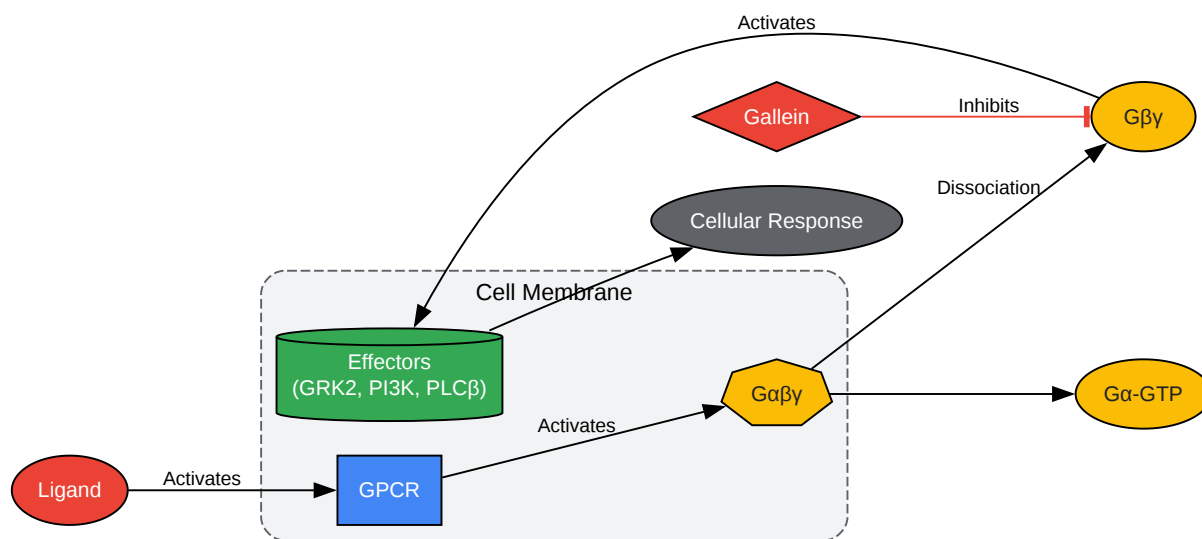 Activates
Gallein
Inhibits
Gβγ
Dissociation
Cellular Response
Cell Membrane
Effectors
(GRK2, PI3K, PLCβ)
Gαβγ
Gα-GTP
Activates
Ligand
Activates
GPCR